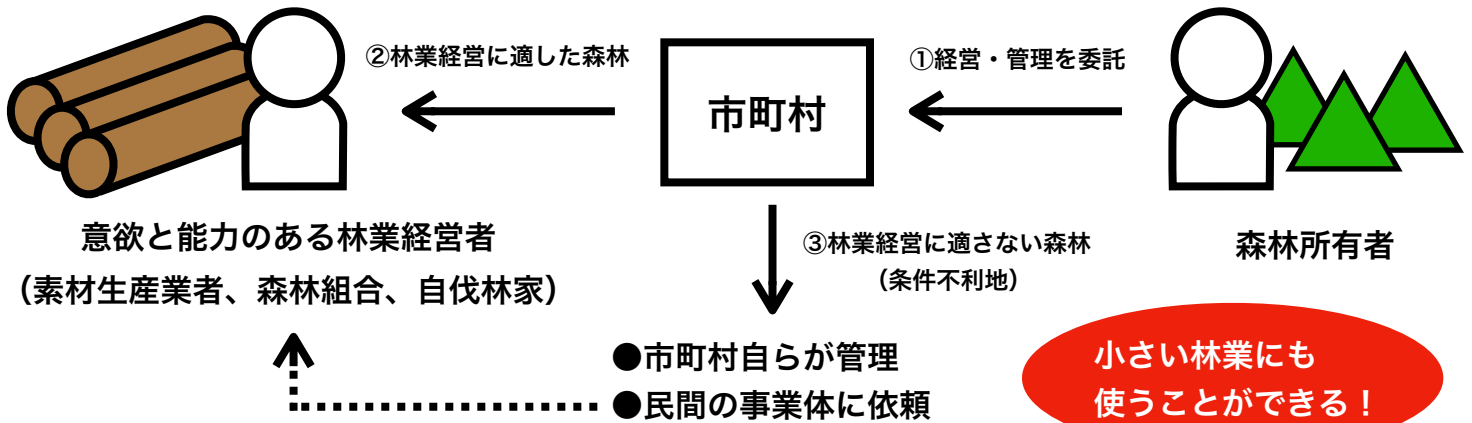 ②林業経営に適した森林
①経営・管理を委託
市町村
意欲と能力のある林業経営者
（素材生産業者、森林組合、自伐林家）
③林業経営に適さない森林
（条件不利地）
森林所有者
●市町村自らが管理
●民間の事業体に依頼
小さい林業にも
使うことができる！